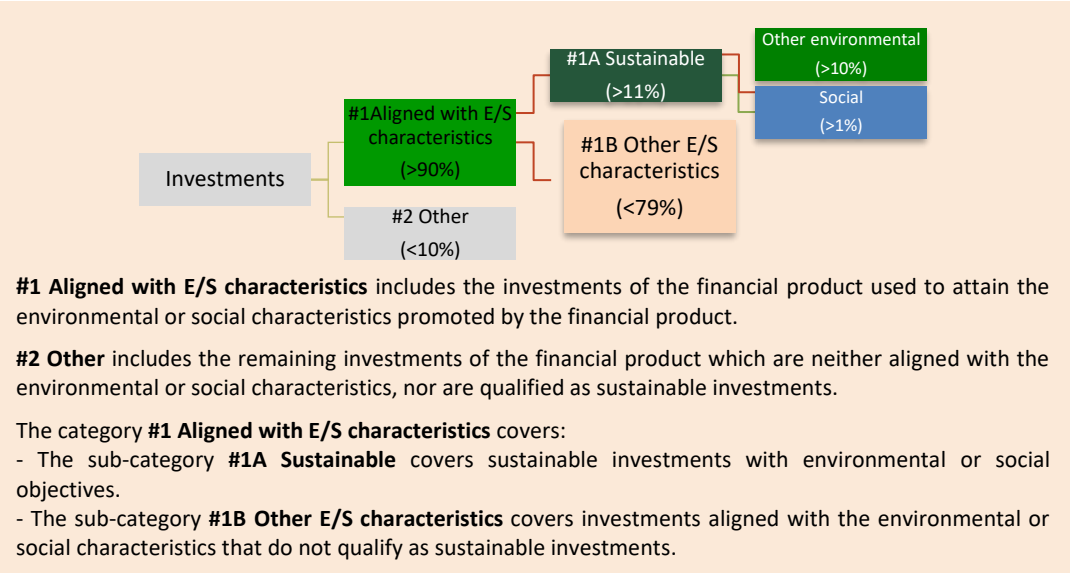 Other environmental
(>10%)
#1A Sustainable
(>11%)
Social
(>1%)
#1Aligned with E/S
characteristics
(>90%)
#1B Other E/S
characteristics
(<79%)
Investments
#2 Other
(<10%)
#1 Aligned with E/S characteristics includes the investments of the financial product used to attain the
environmental or social characteristics promoted by the financial product.
#2 Other includes the remaining investments of the financial product which are neither aligned with the
environmental or social characteristics, nor are qualified as sustainable investments.
The category #1 Aligned with E/S characteristics covers:
- The sub-category #1A Sustainable covers sustainable investments with environmental or social
objectives.
- The sub-category #1B Other E/S characteristics covers investments aligned with the environmental or
social characteristics that do not qualify as sustainable investments.